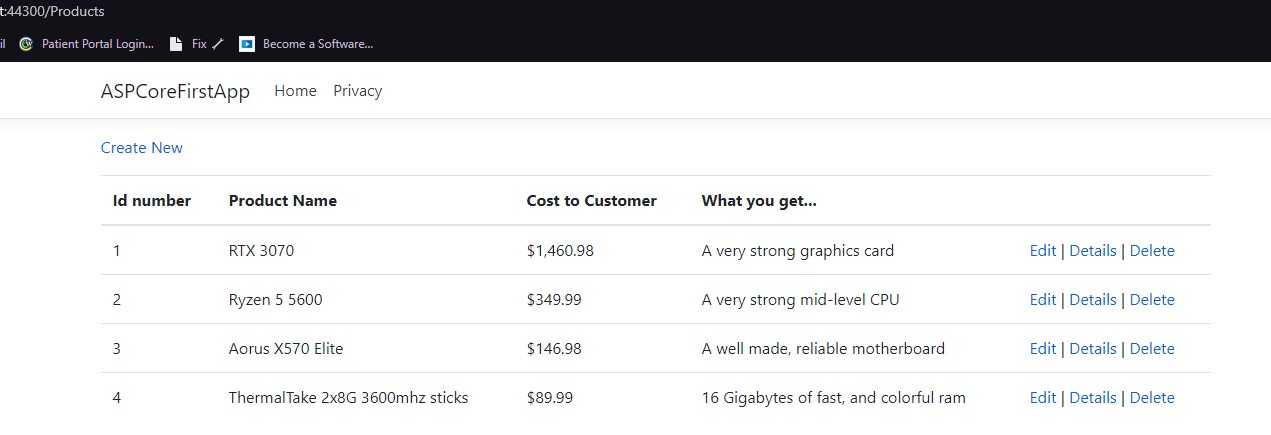 t:44300/Products
il Patient Portal Login... Fix Become a Software...
ASPCoreFirstApp Home Privacy
Create New
Id number Product Name Cost to Customer What you get...
1 RTX 3070 $1,460.98 A very strong graphics card Edit | Details | Delete
2 Ryzen 5 5600 $349.99 A very strong mid-level CPU Edit | Details | Delete
3 Aorus X570 Elite $146.98 A well made, reliable motherboard Edit | Details | Delete
4 ThermalTake 2x8G 3600mhz sticks $89.99 16 Gigabytes of fast, and colorful ram Edit | Details | Delete